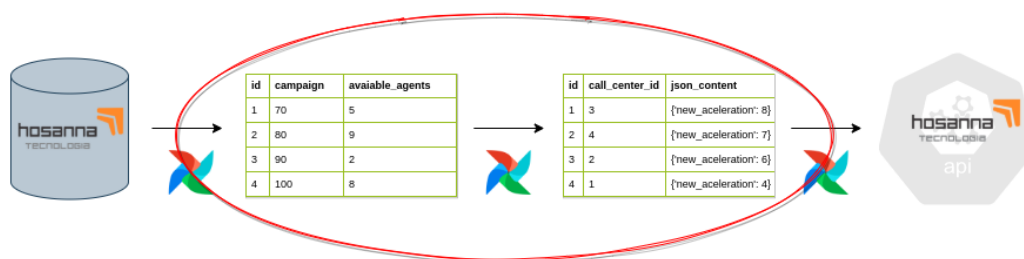 hosanna
TECNOLOGIA
id campaign avaiable_agents
1 70 5
2 80 9
3 90 2
4 100 8
id call_center_id json_content
1 3 {'new_aceleration': 8}
2 4 {'new_aceleration': 7}
3 2 {'new_aceleration': 6}
4 1 {'new_aceleration': 4}
hosanna
TECNOLOGIA
api